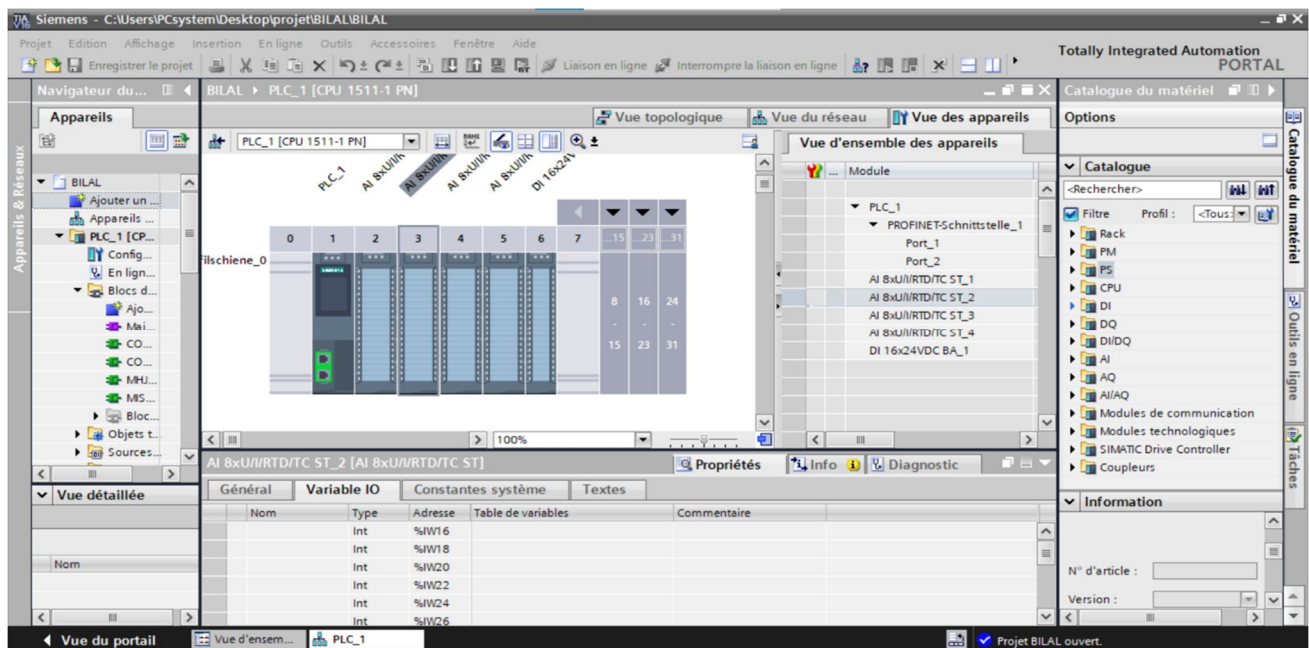 Siemens - C:\Users\PCsystem\Desktop\projet\BILAL\BILAL
Projet Edition Affichage Insertion En ligne Outils Accessoires Fenêtre Aide
Totally Integrated Automation
PORTAL
Enregistrer le projet
Liaison en ligne
Interrompre la liaison en ligne
Navigateur du...
BILAL ▸ PLC_1 [CPU 1511-1 PN]
Catalogue du matériel
Appareils
Vue topologique
Vue du réseau
Vue des appareils
Options
PLC_1 [CPU 1511-1 PN]
Vue d'ensemble des appareils
Appareils & Réseaux
BILAL
Ajouter un ...
Appareils ...
PLC_1 [CP...
Config...
En lign...
Blocs d...
Ajo...
Mai...
CO...
CO...
MHJ...
MIS...
Bloc...
Objets t...
Sources...
Vue détaillée
Nom
PLC_1
AI 8xU/I/R
AI 8xU/I/R
AI 8xU/I/R
DI 16x24V
0 1 2 3 4 5 6 7 ...15 ...23 ...31
ilschiene_0
8 16 24
- - -
15 23 31
100%
... Module
PLC_1
PROFINET-Schnittstelle_1
Port_1
Port_2
AI 8xU/I/RTD/TC ST_1
AI 8xU/I/RTD/TC ST_2
AI 8xU/I/RTD/TC ST_3
AI 8xU/I/RTD/TC ST_4
DI 16x24VDC BA_1
AI 8xU/I/RTD/TC ST_2 [AI 8xU/I/RTD/TC ST]
Propriétés
Info
Diagnostic
Général Variable IO Constantes système Textes
Nom Type Adresse Table de variables Commentaire
Int %IW16
Int %IW18
Int %IW20
Int %IW22
Int %IW24
Int %IW26
Catalogue
<Rechercher>
Filtre Profil : <Tous>
Rack
PM
PS
CPU
DI
DQ
DI/DQ
AI
AQ
AI/AQ
Modules de communication
Modules technologiques
SIMATIC Drive Controller
Coupleurs
Information
N° d'article :
Version :
Catalogue du matériel
Outils en ligne
Tâches
Vue du portail
Vue d'ensem...
PLC_1
Projet BILAL ouvert.